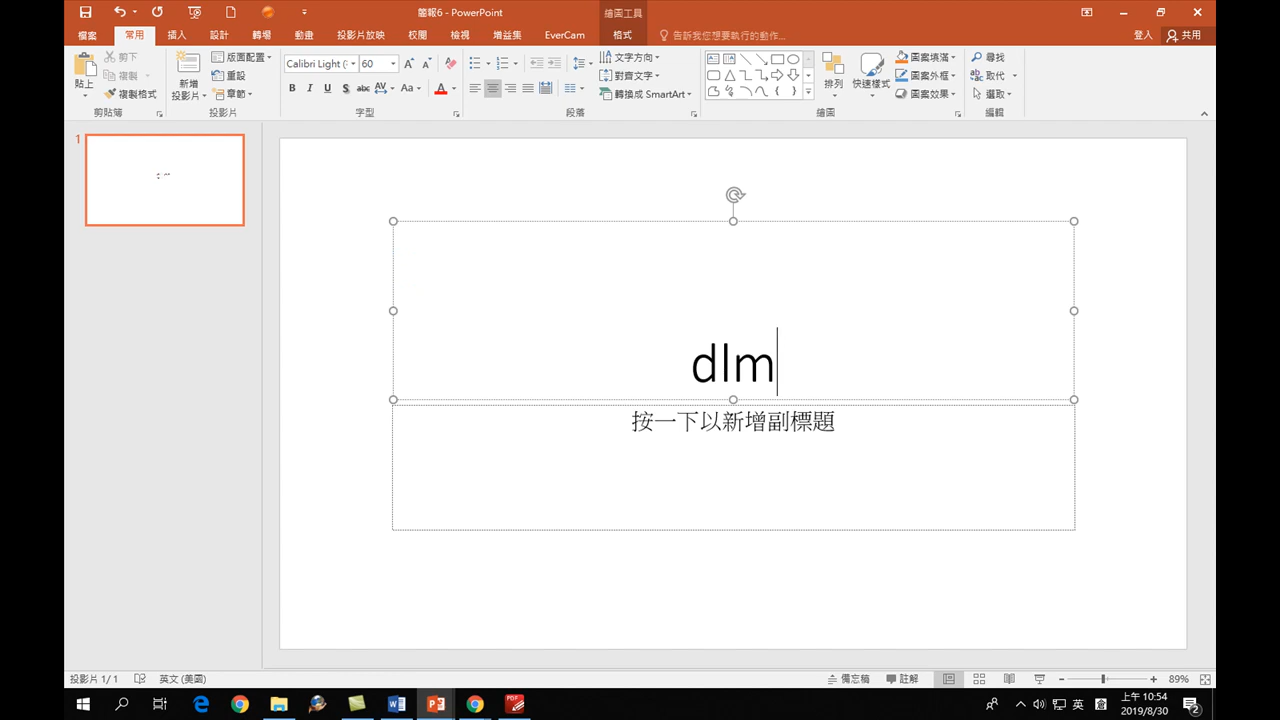 簡報6 - PowerPoint
繪圖工具
檔案 常用 插入 設計 轉場 動畫 投影片放映 校閱 檢視 增益集 EverCam 格式 告訴我您想要執行的動作... 登入 共用
貼上 剪下 複製 複製格式 剪貼簿
新增投影片 版面配置 重設 章節 投影片
Calibri Light ( 60 B I U S abc AV Aa A 字型
文字方向 對齊文字 轉換成 SmartArt 段落
排列 快速樣式 圖案填滿 圖案外框 圖案效果 繪圖
尋找 取代 選取 編輯
1
dlm
按一下以新增副標題
投影片 1/ 1 英文 (美國) 備忘稿 註解 89%
英 上午 10:54
2019/8/30 2